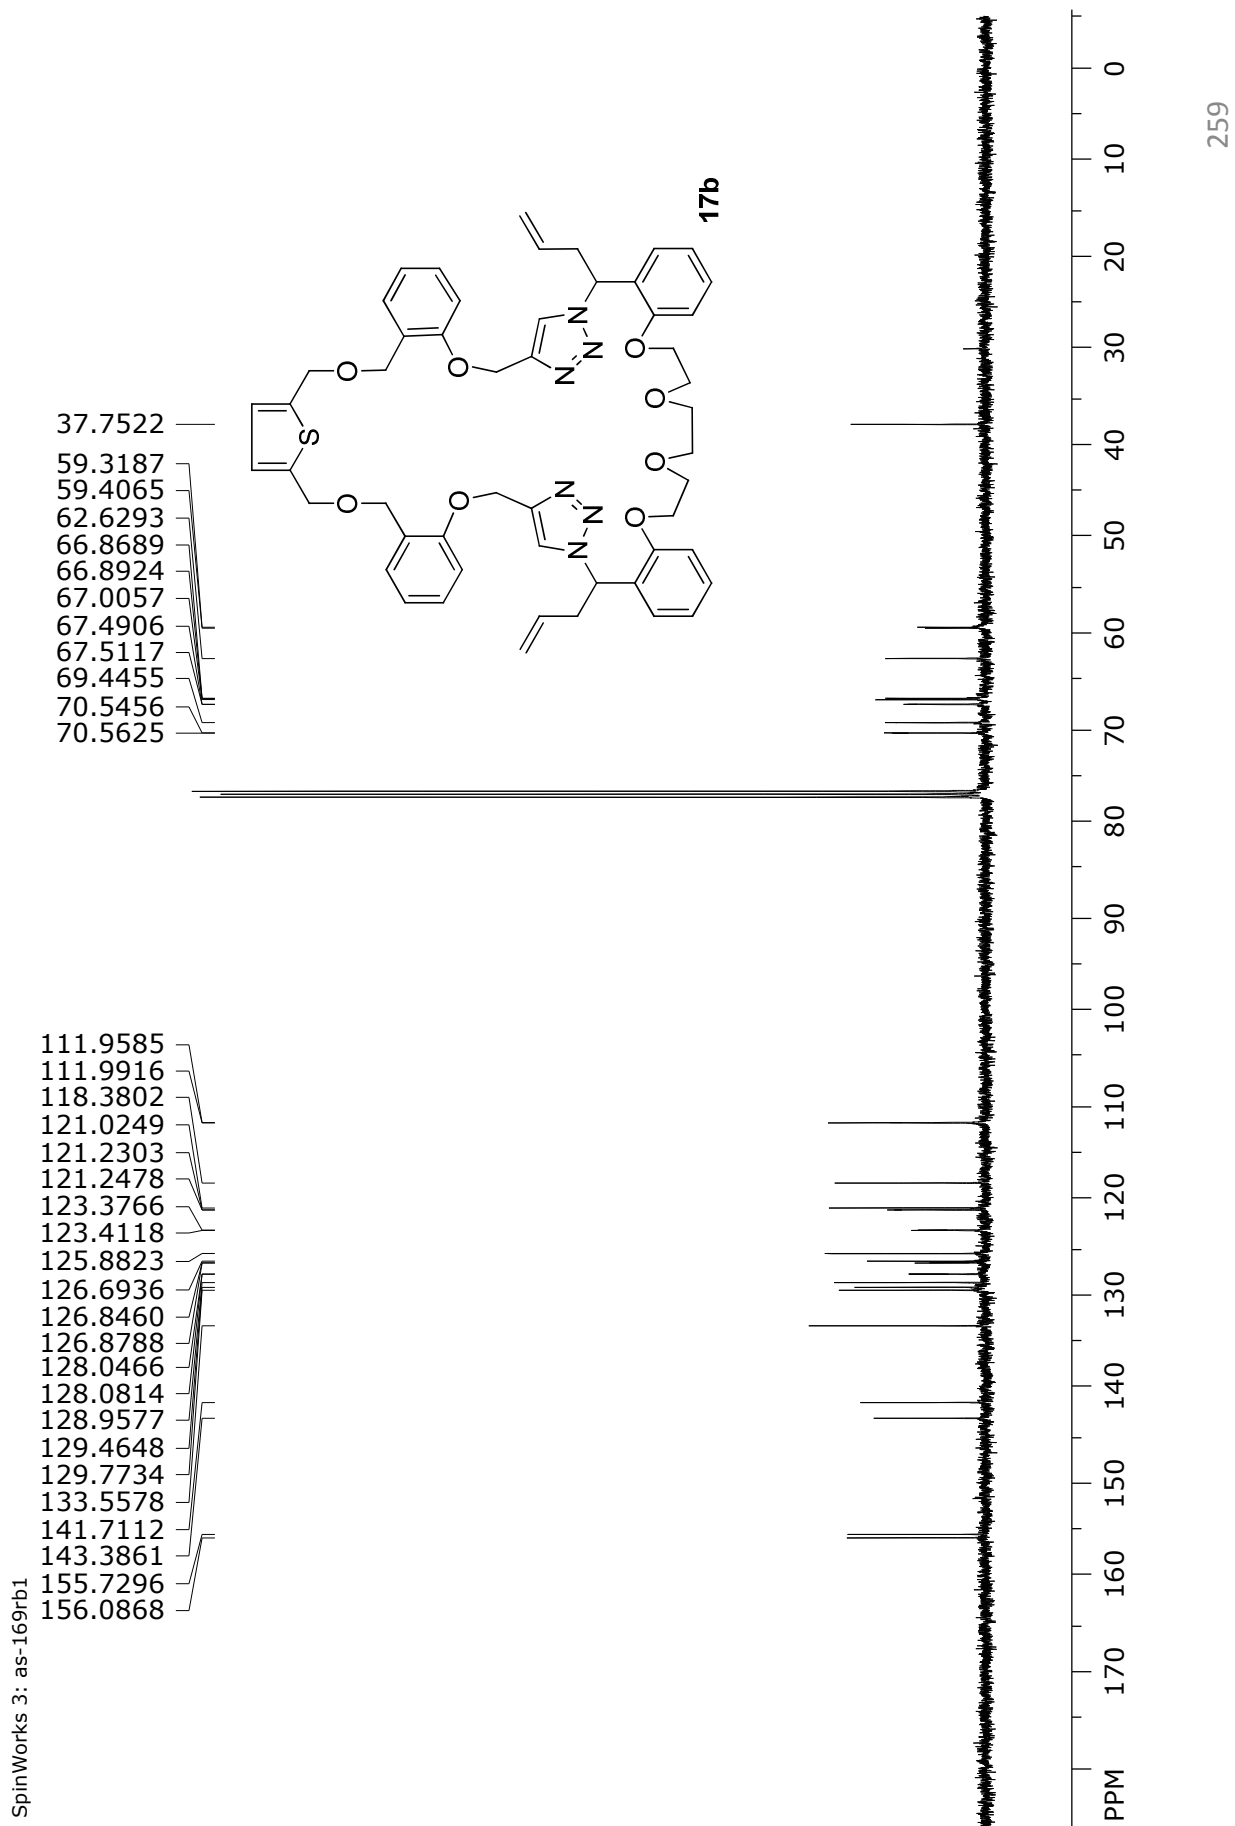 SpinWorks 3: as-169rb1
156.0868
155.7296
143.3861
141.7112
133.5578
129.7734
129.4648
128.9577
128.0814
128.0466
126.8788
126.8460
126.6936
125.8823
123.4118
123.3766
121.2478
121.2303
121.0249
118.3802
111.9916
111.9585
70.5625
70.5456
69.4455
67.5117
67.4906
67.0057
66.8924
66.8689
62.6293
59.4065
59.3187
37.7522
S
O
O
O
O
N
N
N
N
N
N
O
O
O
O
17b
PPM 170 160 150 140 130 120 110 100 90 80 70 60 50 40 30 20 10 0
259